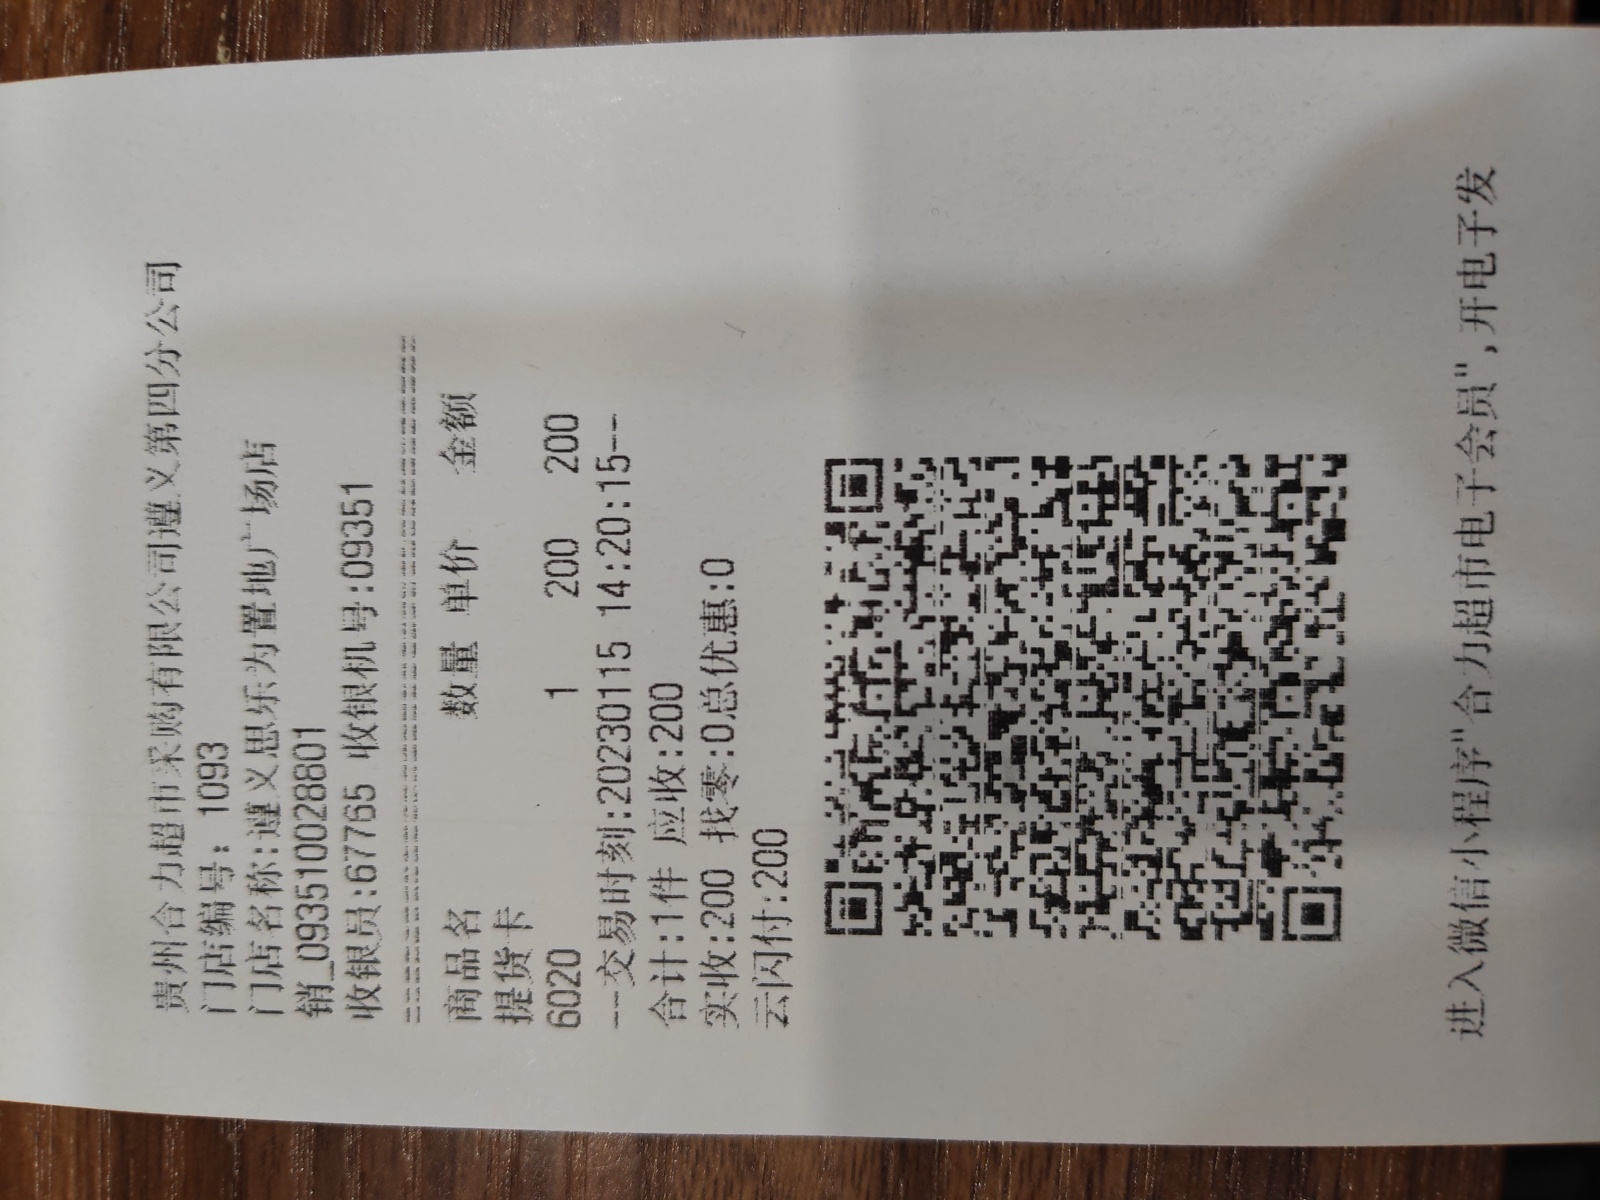 贵州合力超市采购有限公司遵义第四分公司
门店编号: 1093
门店名称:遵义思乐为置地广场店
销_093510028801
收银员:67765 收银机号:09351
========================================
商品名 数量 单价 金额
提货卡
6020 1 200 200
--交易时刻:20230115 14:20:15--
合计:1件 应收:200
实收:200 找零:0总优惠:0
云闪付:200
进入微信小程序"合力超市电子会员",开电子发